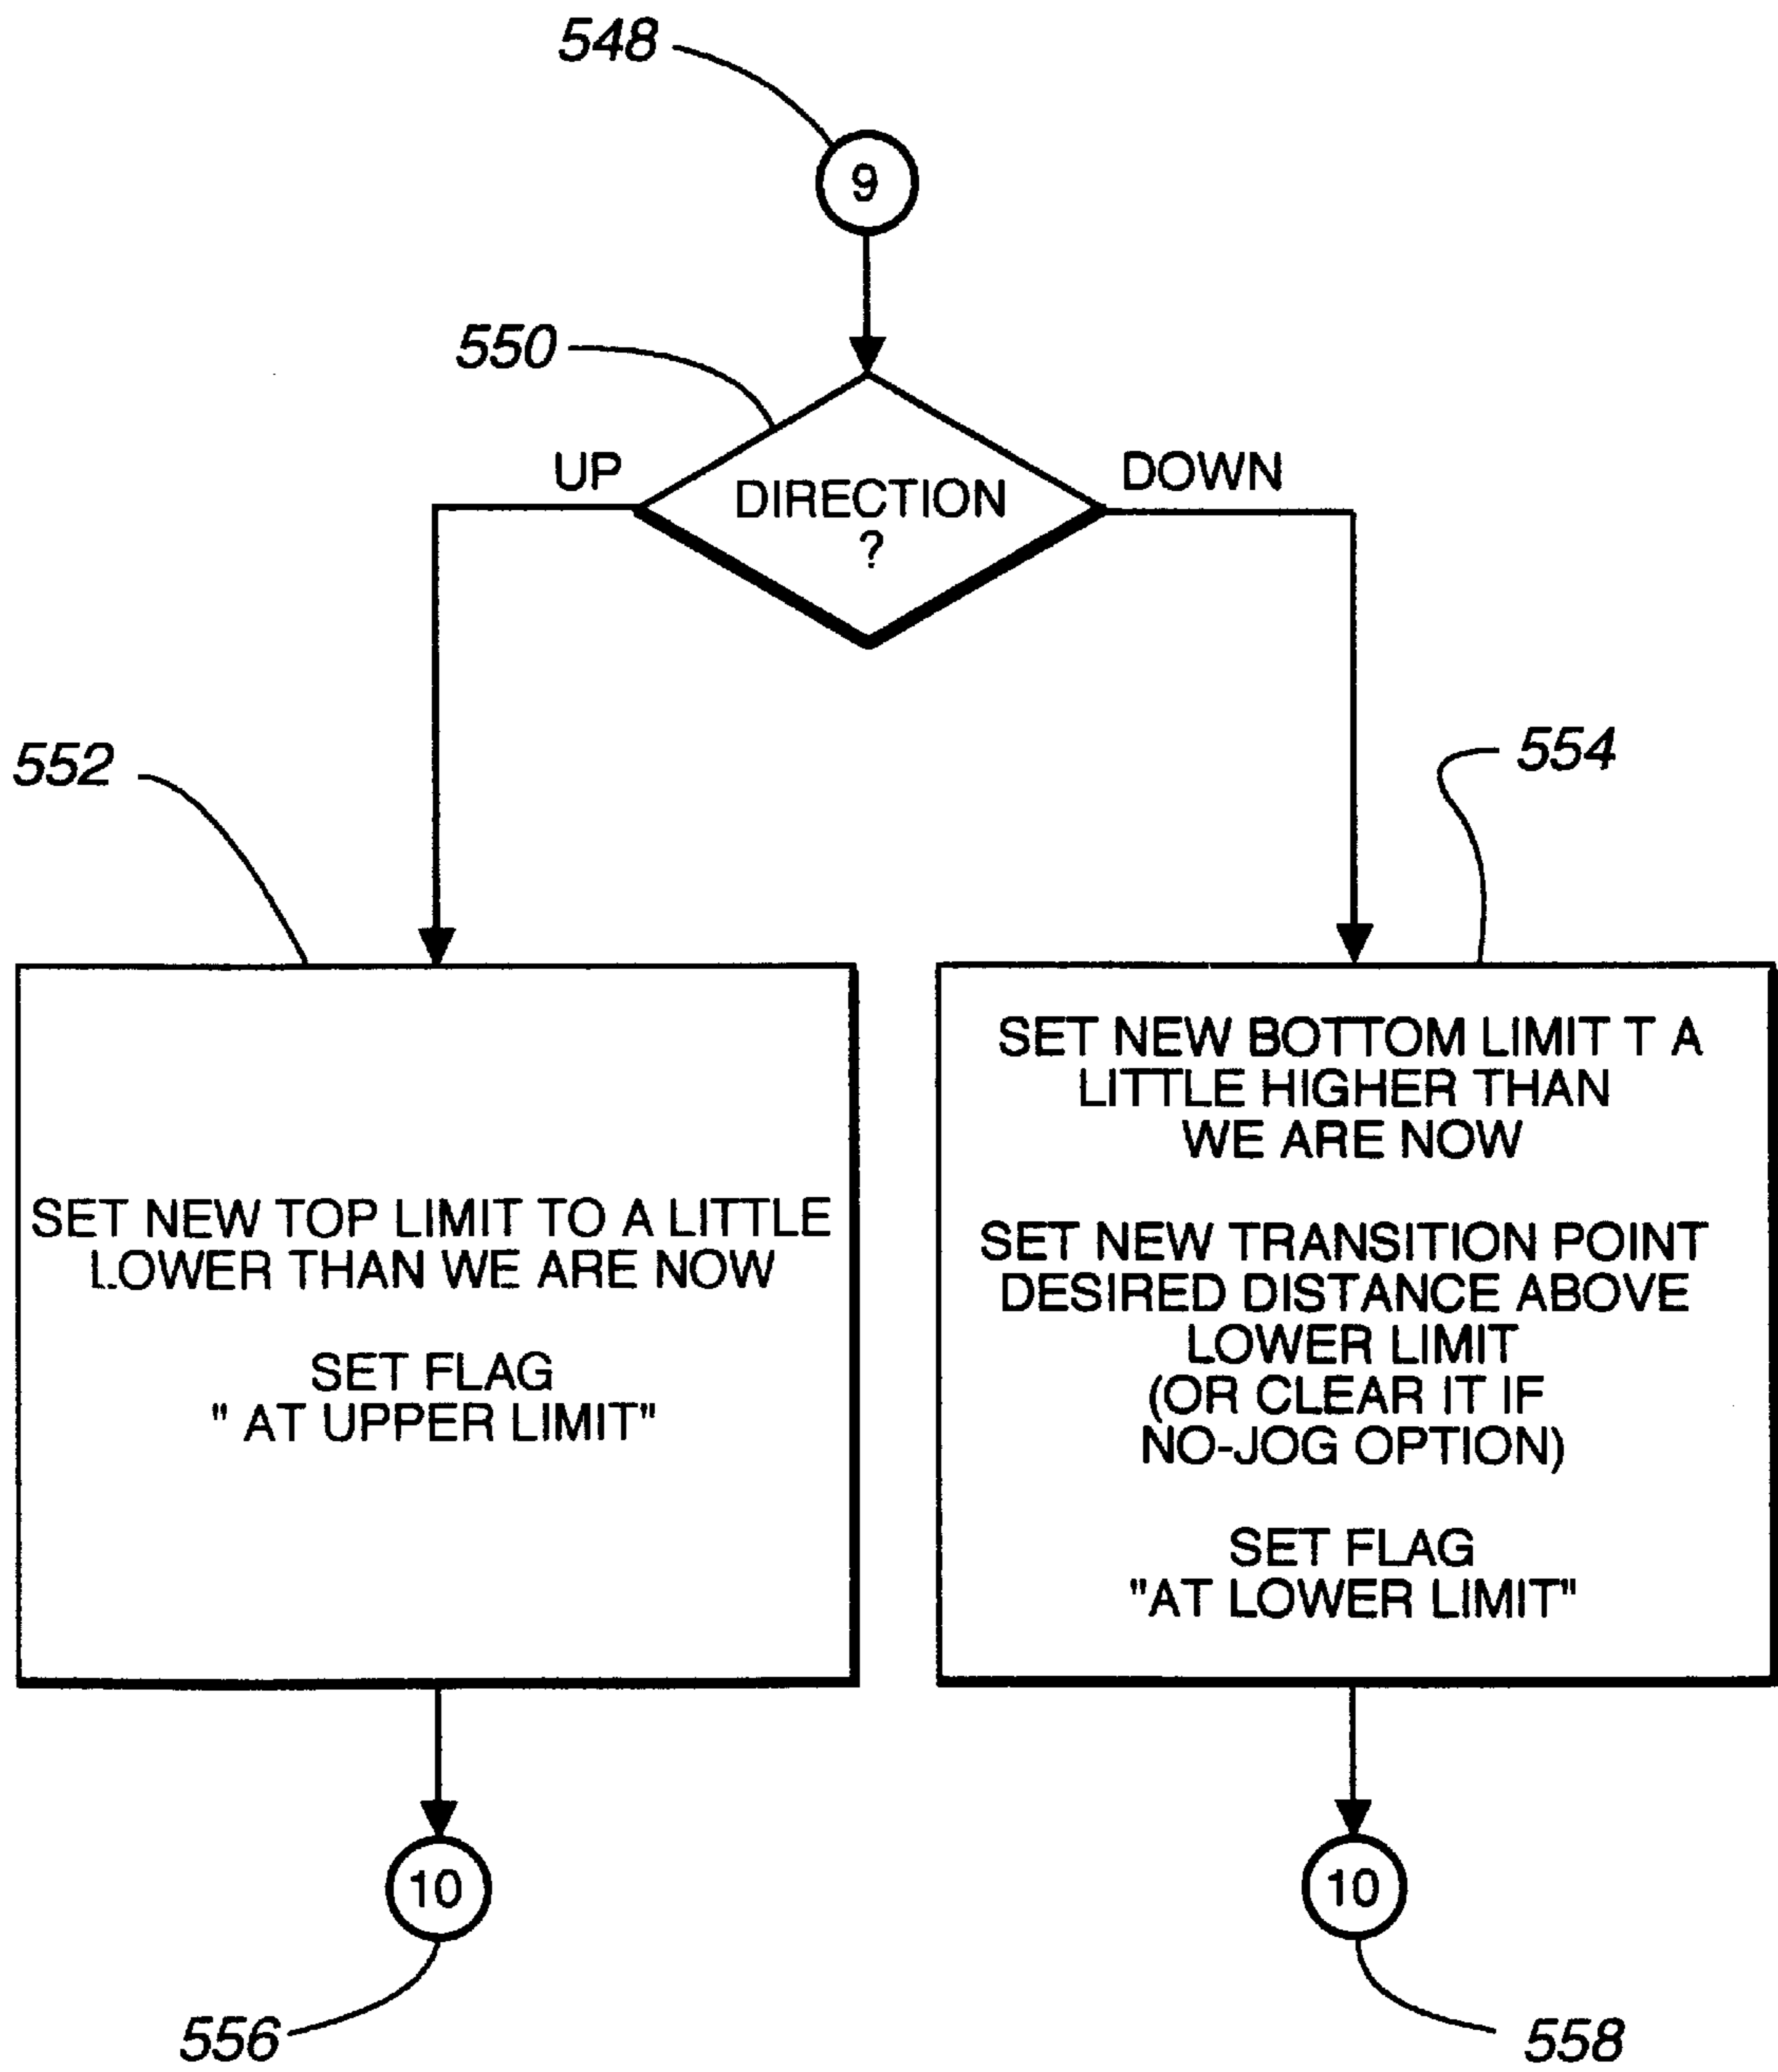 548
9
550
UP
DOWN
DIRECTION
?
552
554
SET NEW TOP LIMIT TO A LITTLE
LOWER THAN WE ARE NOW
SET FLAG
" AT UPPER LIMIT"
SET NEW BOTTOM LIMIT T A
LITTLE HIGHER THAN
WE ARE NOW
SET NEW TRANSITION POINT
DESIRED DISTANCE ABOVE
LOWER LIMIT
(OR CLEAR IT IF
NO-JOG OPTION)
SET FLAG
"AT LOWER LIMIT"
10
10
556
558